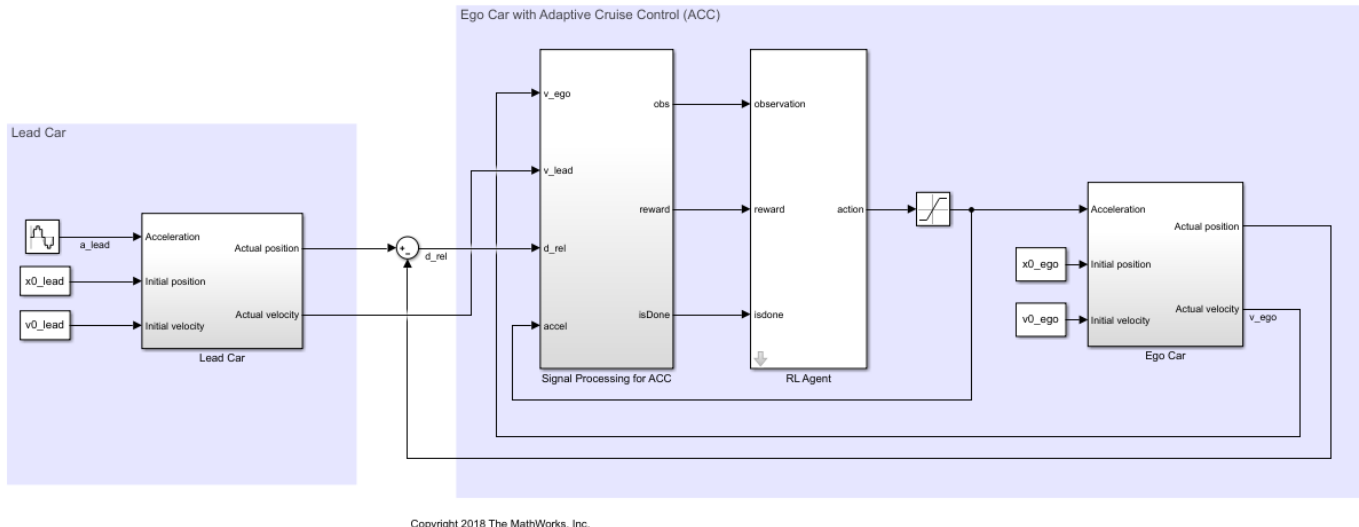 Ego Car with Adaptive Cruise Control (ACC)
Lead Car
a_lead
x0_lead
v0_lead
Acceleration
Initial position
Initial velocity
Actual position
Actual velocity
Lead Car
+
-
d_rel
v_ego
v_lead
d_rel
accel
obs
reward
isDone
Signal Processing for ACC
observation
reward
isdone
action
RL Agent
x0_ego
v0_ego
Acceleration
Initial position
Initial velocity
Actual position
Actual velocity
v_ego
Ego Car
Copyright 2018 The MathWorks, Inc.